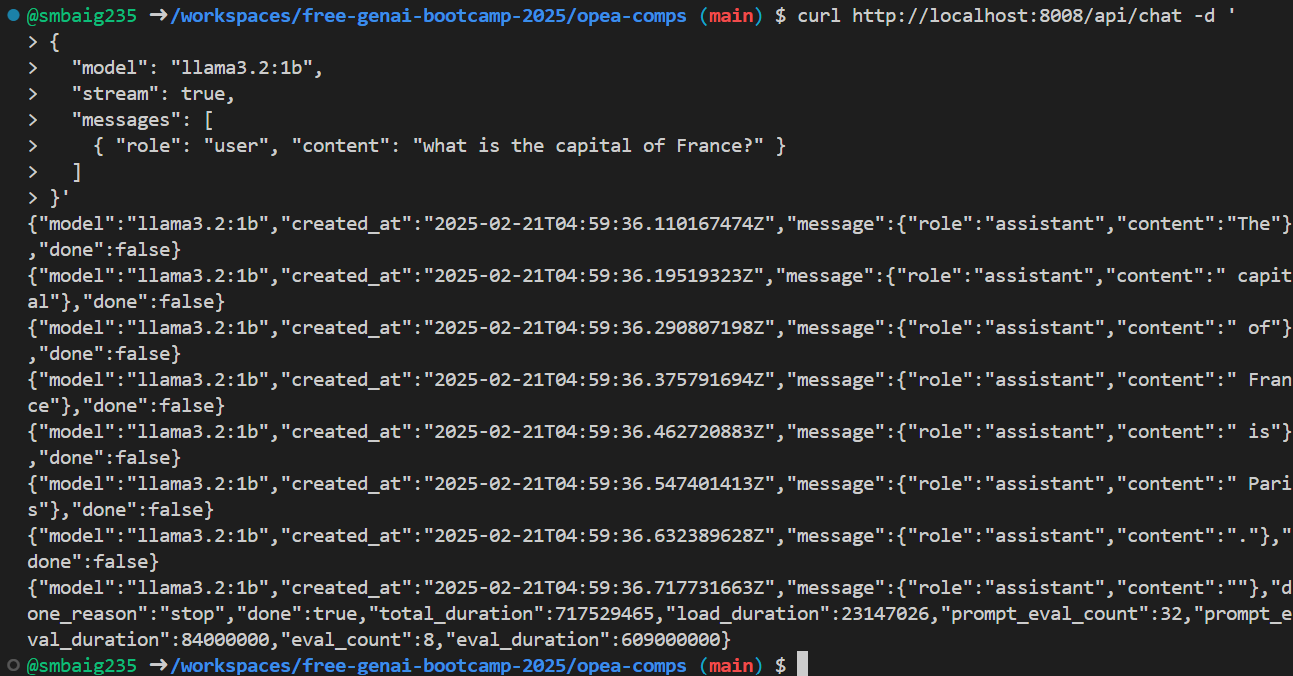 @smbaig235 →/workspaces/free-genai-bootcamp-2025/opea-comps (main) $ curl http://localhost:8008/api/chat -d '
> {
>   "model": "llama3.2:1b",
>   "stream": true,
>   "messages": [
>     { "role": "user", "content": "what is the capital of France?" }
>   ]
> }'
{"model":"llama3.2:1b","created_at":"2025-02-21T04:59:36.110167474Z","message":{"role":"assistant","content":"The"}
,"done":false}
{"model":"llama3.2:1b","created_at":"2025-02-21T04:59:36.19519323Z","message":{"role":"assistant","content":" capit
al"},"done":false}
{"model":"llama3.2:1b","created_at":"2025-02-21T04:59:36.290807198Z","message":{"role":"assistant","content":" of"}
,"done":false}
{"model":"llama3.2:1b","created_at":"2025-02-21T04:59:36.375791694Z","message":{"role":"assistant","content":" Fran
ce"},"done":false}
{"model":"llama3.2:1b","created_at":"2025-02-21T04:59:36.462720883Z","message":{"role":"assistant","content":" is"}
,"done":false}
{"model":"llama3.2:1b","created_at":"2025-02-21T04:59:36.547401413Z","message":{"role":"assistant","content":" Pari
s"},"done":false}
{"model":"llama3.2:1b","created_at":"2025-02-21T04:59:36.632389628Z","message":{"role":"assistant","content":"."},"
done":false}
{"model":"llama3.2:1b","created_at":"2025-02-21T04:59:36.717731663Z","message":{"role":"assistant","content":""},"d
one_reason":"stop","done":true,"total_duration":717529465,"load_duration":23147026,"prompt_eval_count":32,"prompt_e
val_duration":84000000,"eval_count":8,"eval_duration":609000000}
@smbaig235 →/workspaces/free-genai-bootcamp-2025/opea-comps (main) $